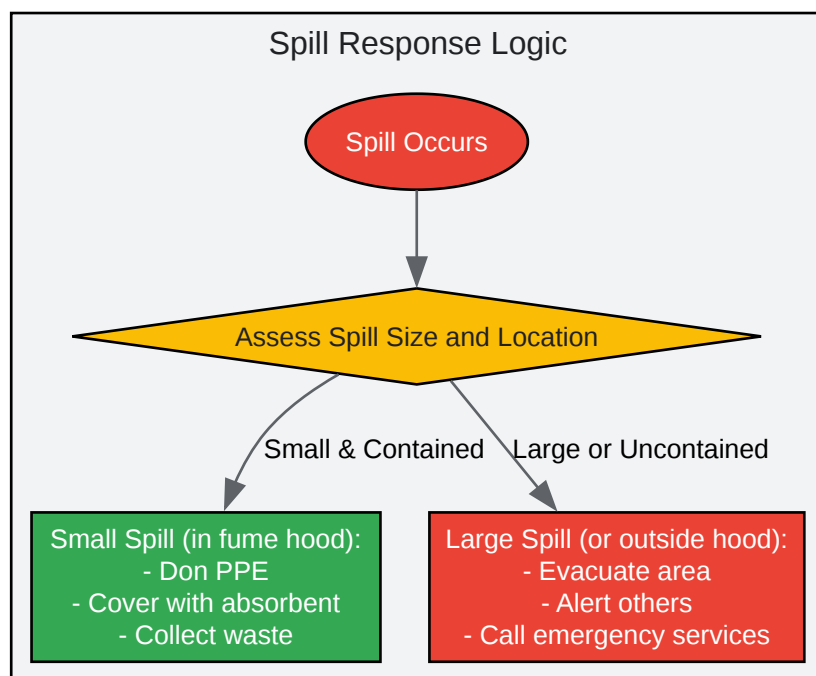 Spill Response Logic
Spill Occurs
Assess Spill Size and Location
Small & Contained
Large or Uncontained
Small Spill (in fume hood):
- Don PPE
- Cover with absorbent
- Collect waste
Large Spill (or outside hood):
- Evacuate area
- Alert others
- Call emergency services